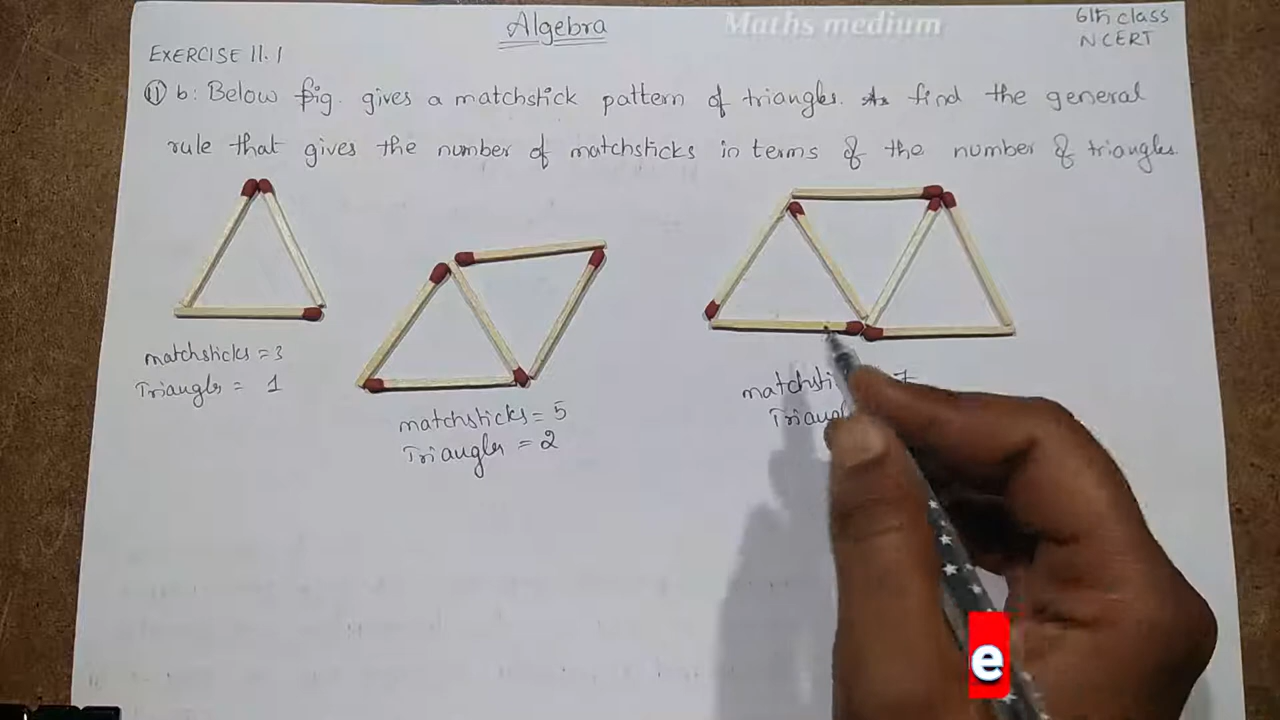 Algebra
Maths medium
6th class
NCERT
EXERCISE 11.1
11 b: Below fig. gives a matchstick pattern of triangles. find the general
rule that gives the number of matchsticks in terms of the number of triangles.
matchsticks = 3
Triangles = 1
matchsticks = 5
Triangles = 2
e